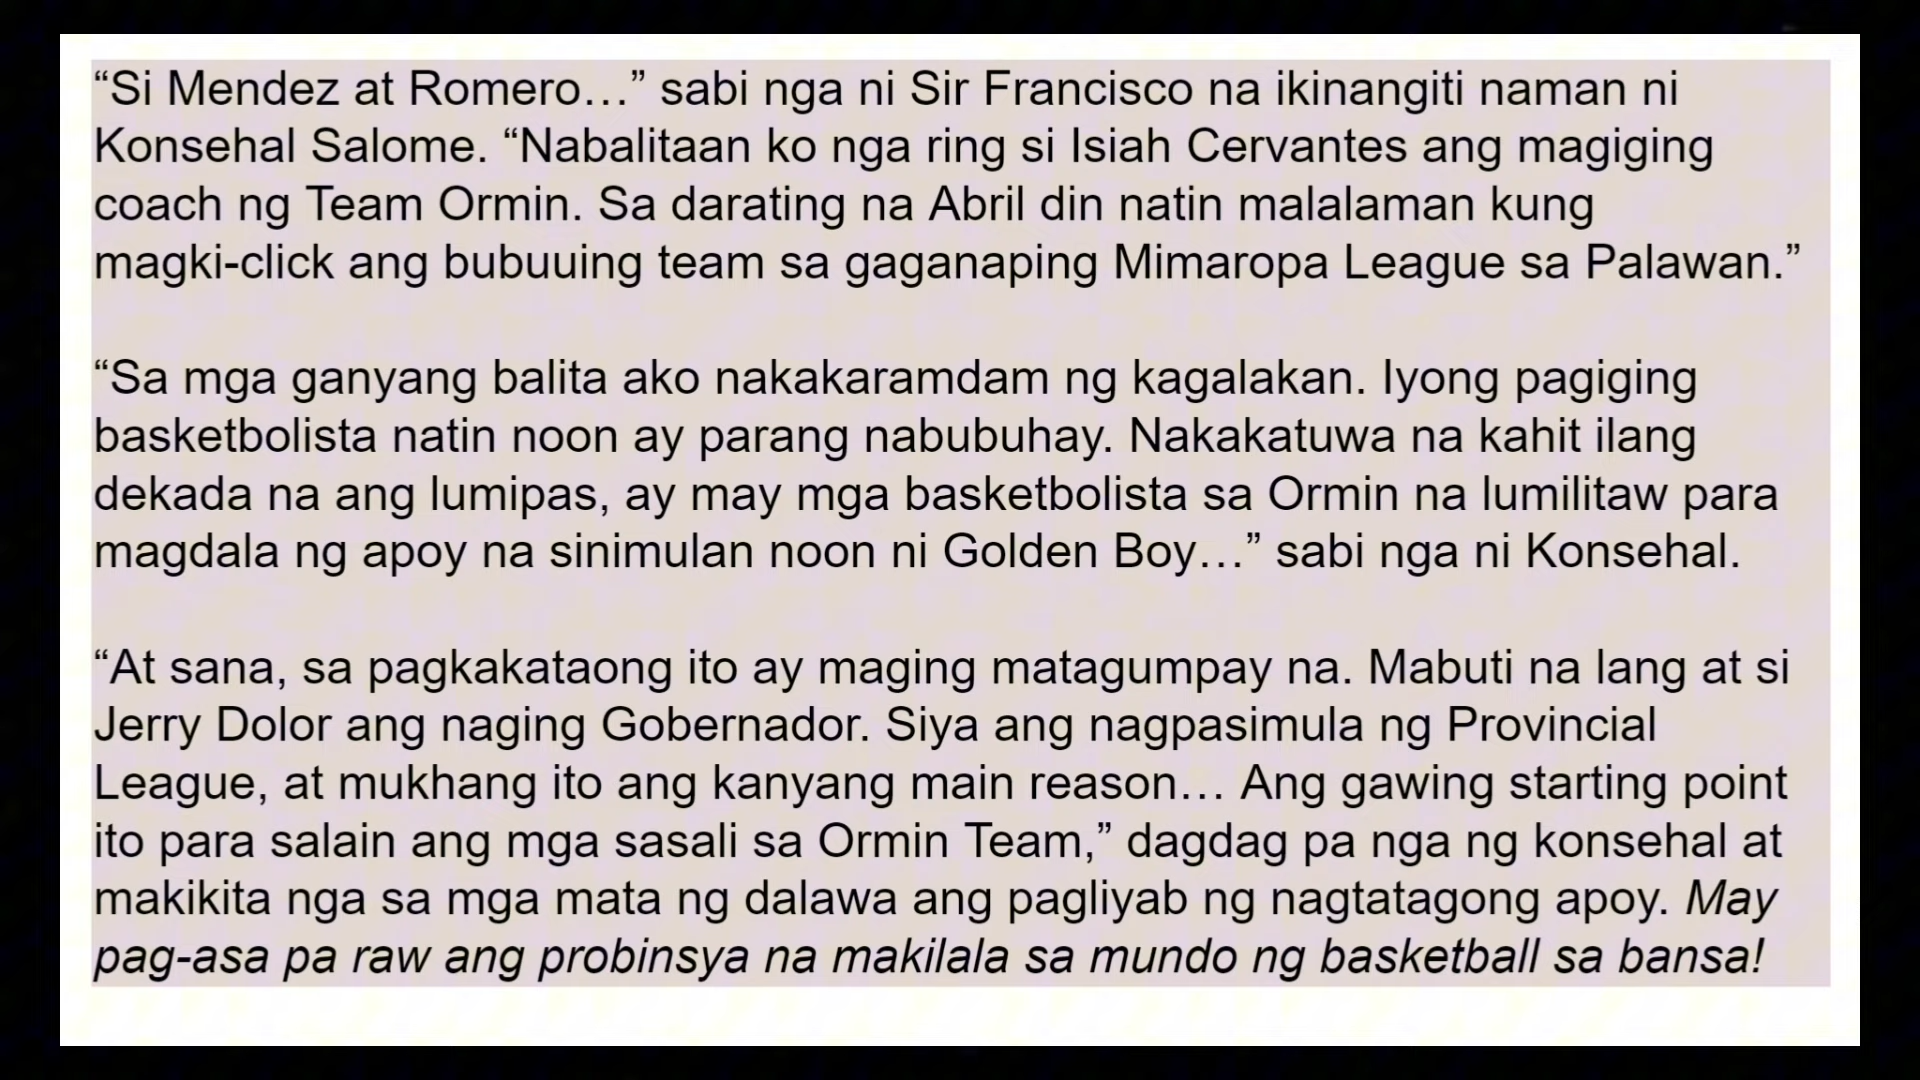 “Si Mendez at Romero…” sabi nga ni Sir Francisco na ikinangiti naman ni
Konsehal Salome. “Nabalitaan ko nga ring si Isiah Cervantes ang magiging
coach ng Team Ormin. Sa darating na Abril din natin malalaman kung
magki-click ang bubuuing team sa gaganaping Mimaropa League sa Palawan.”
“Sa mga ganyang balita ako nakakaramdam ng kagalakan. Iyong pagiging
basketbolista natin noon ay parang nabubuhay. Nakakatuwa na kahit ilang
dekada na ang lumipas, ay may mga basketbolista sa Ormin na lumilitaw para
magdala ng apoy na sinimulan noon ni Golden Boy…” sabi nga ni Konsehal.
“At sana, sa pagkakataong ito ay maging matagumpay na. Mabuti na lang at si
Jerry Dolor ang naging Gobernador. Siya ang nagpasimula ng Provincial
League, at mukhang ito ang kanyang main reason… Ang gawing starting point
ito para salain ang mga sasali sa Ormin Team,” dagdag pa nga ng konsehal at
makikita nga sa mga mata ng dalawa ang pagliyab ng nagtatagong apoy. May
pag-asa pa raw ang probinsya na makilala sa mundo ng basketball sa bansa!